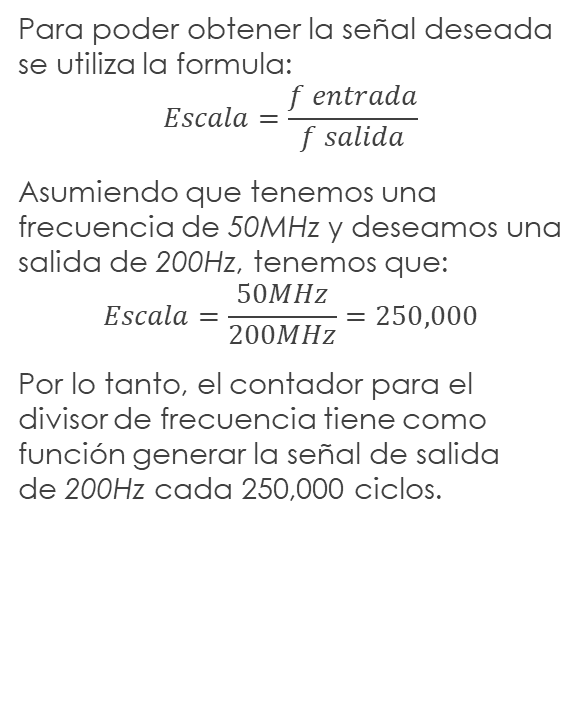 Para poder obtener la señal deseada
se utiliza la formula:
Escala = f entrada / f salida
Asumiendo que tenemos una
frecuencia de 50MHz y deseamos una
salida de 200Hz, tenemos que:
Escala = 50MHz / 200MHz = 250,000
Por lo tanto, el contador para el
divisor de frecuencia tiene como
función generar la señal de salida
de 200Hz cada 250,000 ciclos.